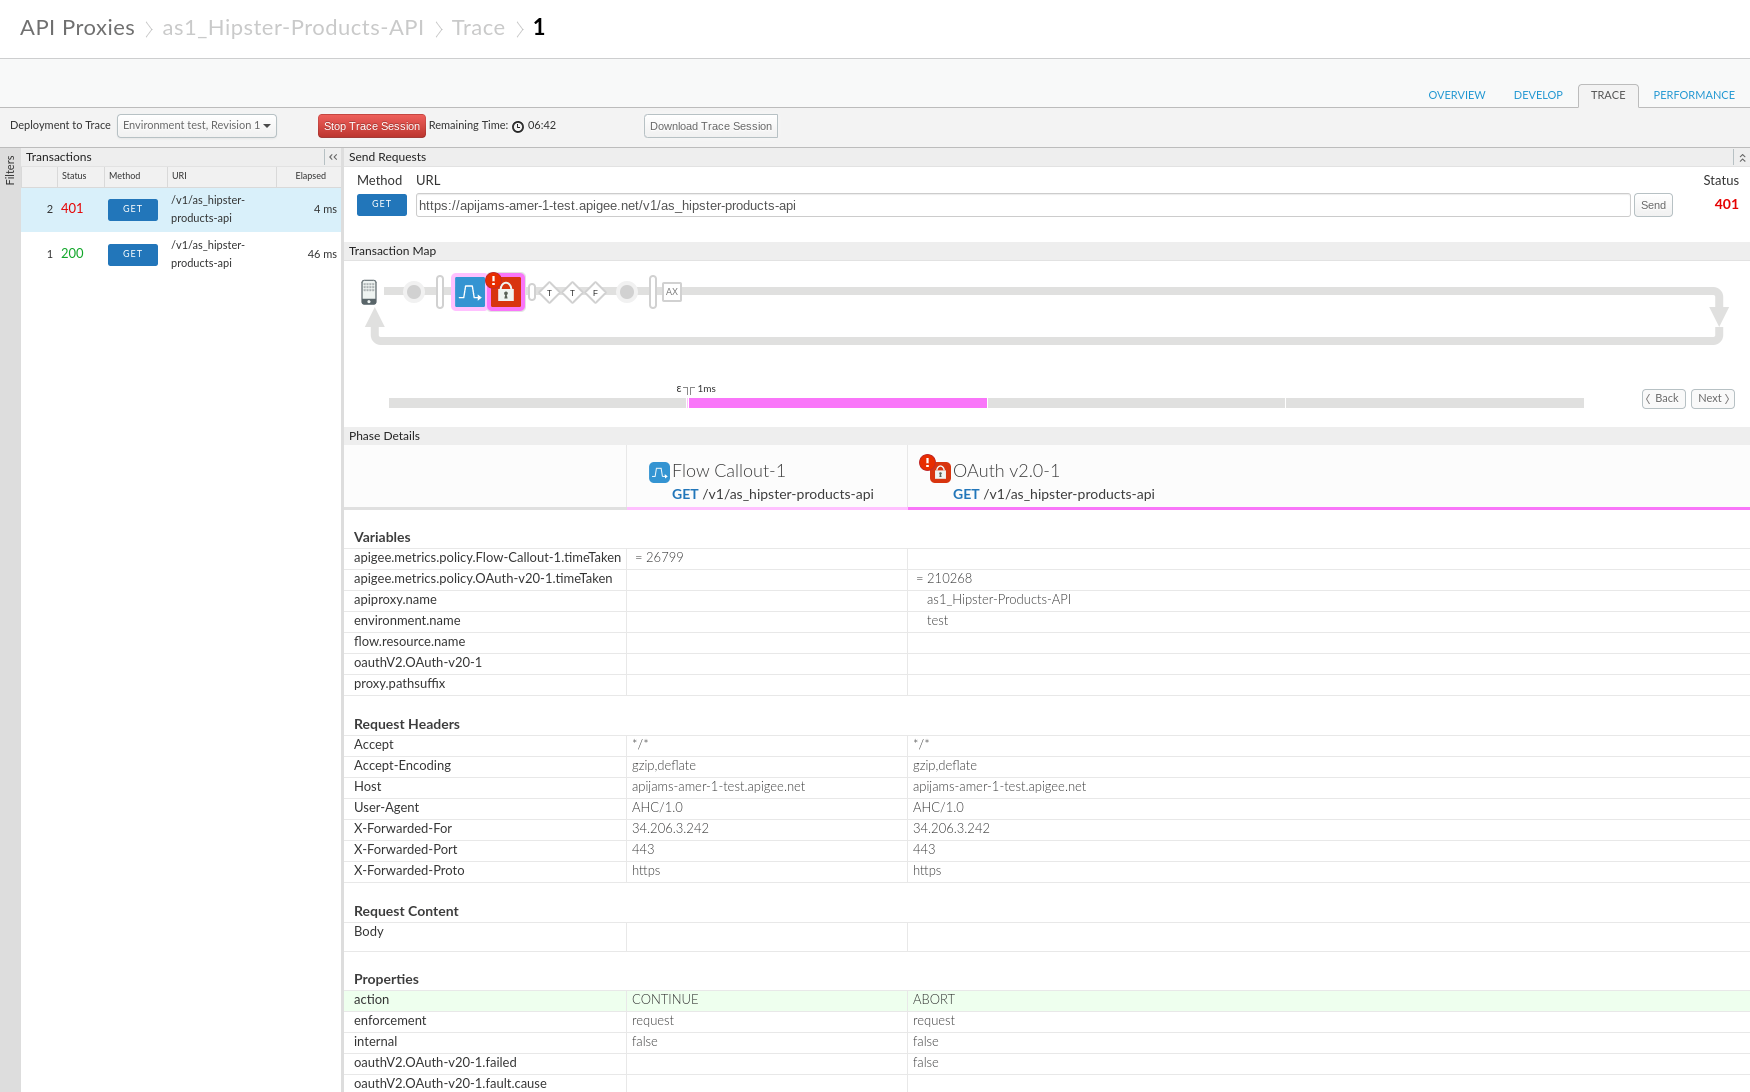 API Proxies > as1_Hipster-Products-API > Trace > 1
OVERVIEW DEVELOP TRACE PERFORMANCE
Deployment to Trace Environment test, Revision 1 Stop Trace Session Remaining Time: 06:42 Download Trace Session
Filters
Transactions «
Status Method URI Elapsed
2 401 GET /v1/as_hipster-products-api 4 ms
1 200 GET /v1/as_hipster-products-api 46 ms
Send Requests
Method URL Status
GET https://apijams-amer-1-test.apigee.net/v1/as_hipster-products-api Send 401
Transaction Map
! T T F AX
ε 1ms
Back Next
Phase Details
Flow Callout-1 ! OAuth v2.0-1
GET /v1/as_hipster-products-api GET /v1/as_hipster-products-api
Variables
apigee.metrics.policy.Flow-Callout-1.timeTaken = 26799
apigee.metrics.policy.OAuth-v20-1.timeTaken = 210268
apiproxy.name as1_Hipster-Products-API
environment.name test
flow.resource.name
oauthV2.OAuth-v20-1
proxy.pathsuffix
Request Headers
Accept */* */*
Accept-Encoding gzip,deflate gzip,deflate
Host apijams-amer-1-test.apigee.net apijams-amer-1-test.apigee.net
User-Agent AHC/1.0 AHC/1.0
X-Forwarded-For 34.206.3.242 34.206.3.242
X-Forwarded-Port 443 443
X-Forwarded-Proto https https
Request Content
Body
Properties
action CONTINUE ABORT
enforcement request request
internal false false
oauthV2.OAuth-v20-1.failed false
oauthV2.OAuth-v20-1.fault.cause